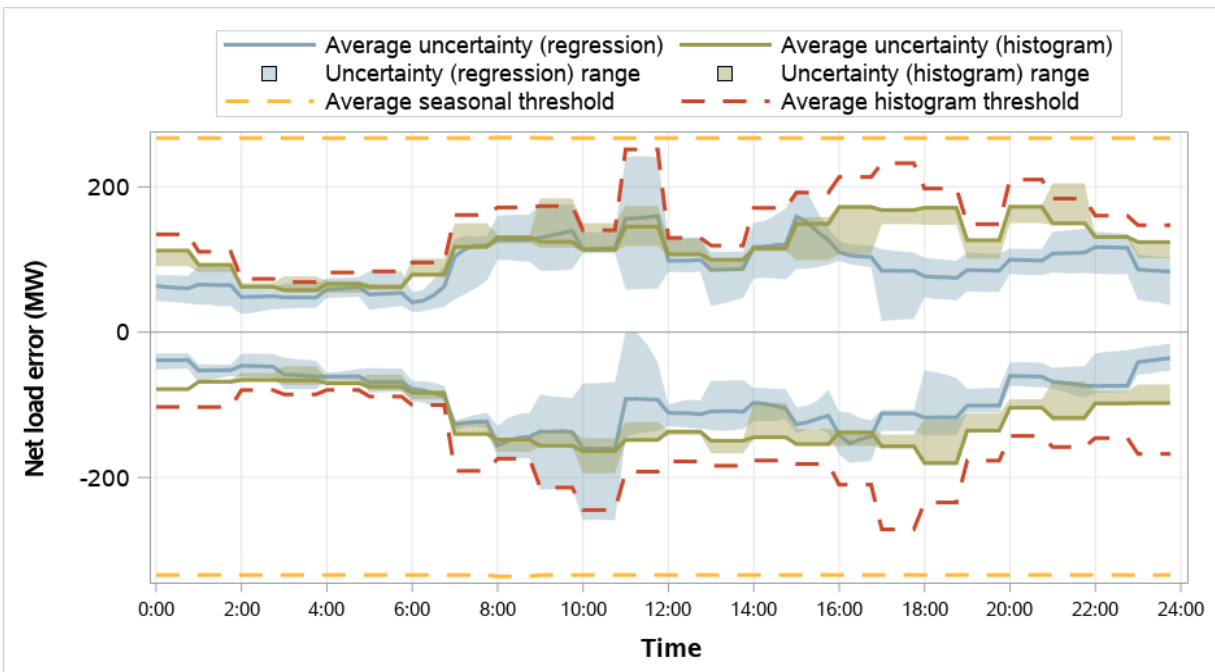 Average uncertainty (regression) Average uncertainty (histogram)
Uncertainty (regression) range Uncertainty (histogram) range
Average seasonal threshold Average histogram threshold
Net load error (MW)
200
0
-200
0:00 2:00 4:00 6:00 8:00 10:00 12:00 14:00 16:00 18:00 20:00 22:00 24:00
Time